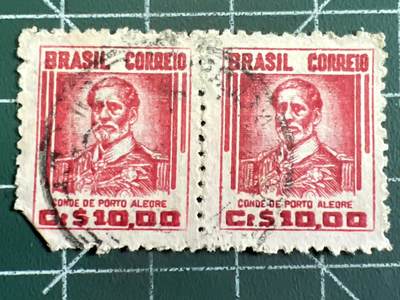 BRASIL CORREIO
CONDE DE PORTO ALEGRE
Cr$10,00
BRASIL CORREIO
CONDE DE PORTO ALEGRE
Cr$10,00